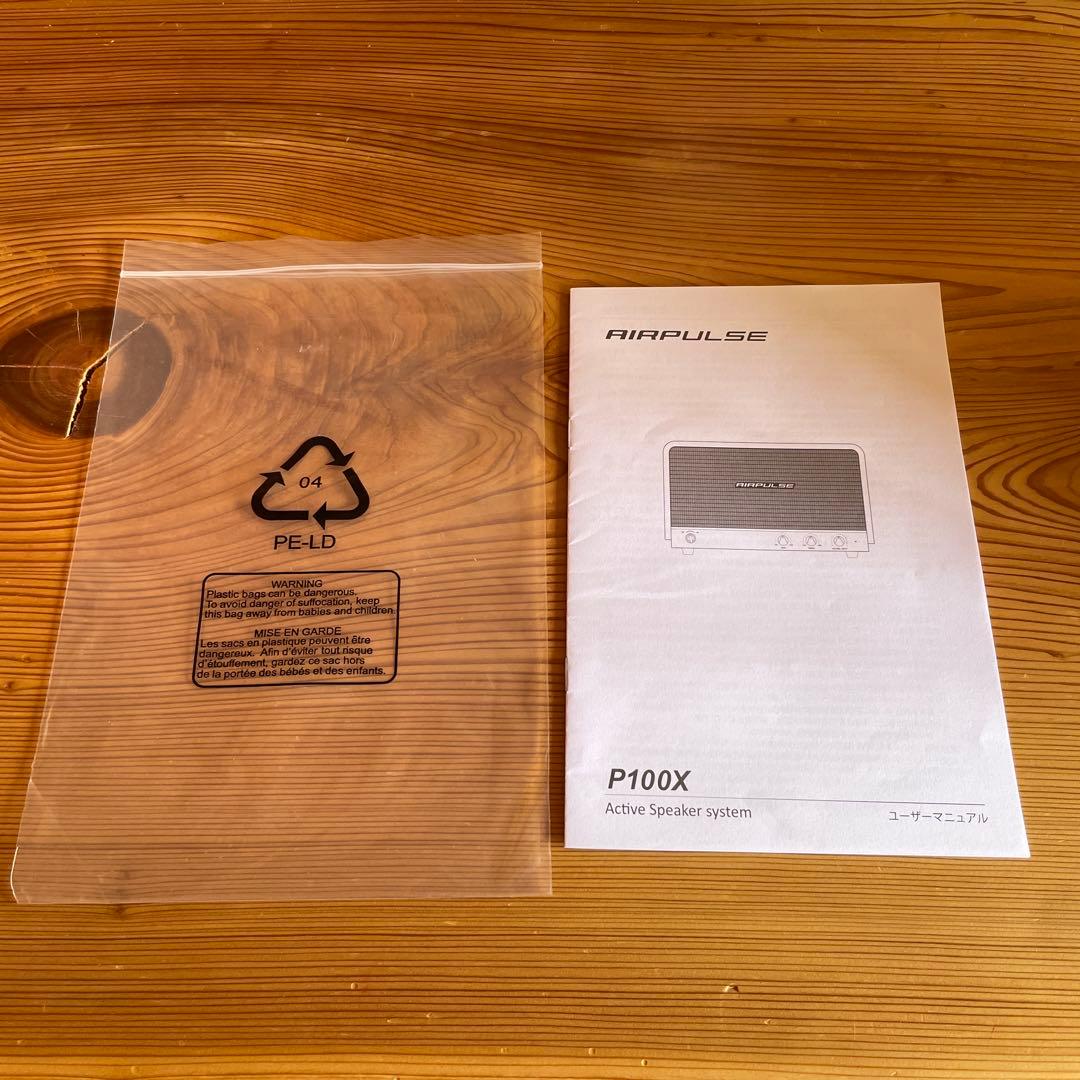 04
PE-LD
WARNING
Plastic bags can be dangerous.
To avoid danger of suffocation, keep
this bag away from babies and children.
MISE EN GARDE
Les sacs en plastique peuvent être
dangereux. Afin d'éviter tout risque
d'étouffement, gardez ce sac hors
de la portée des bébés et des enfants.
AIRPULSE
AIRPULSE
P100X
Active Speaker system
ユーザーマニュアル